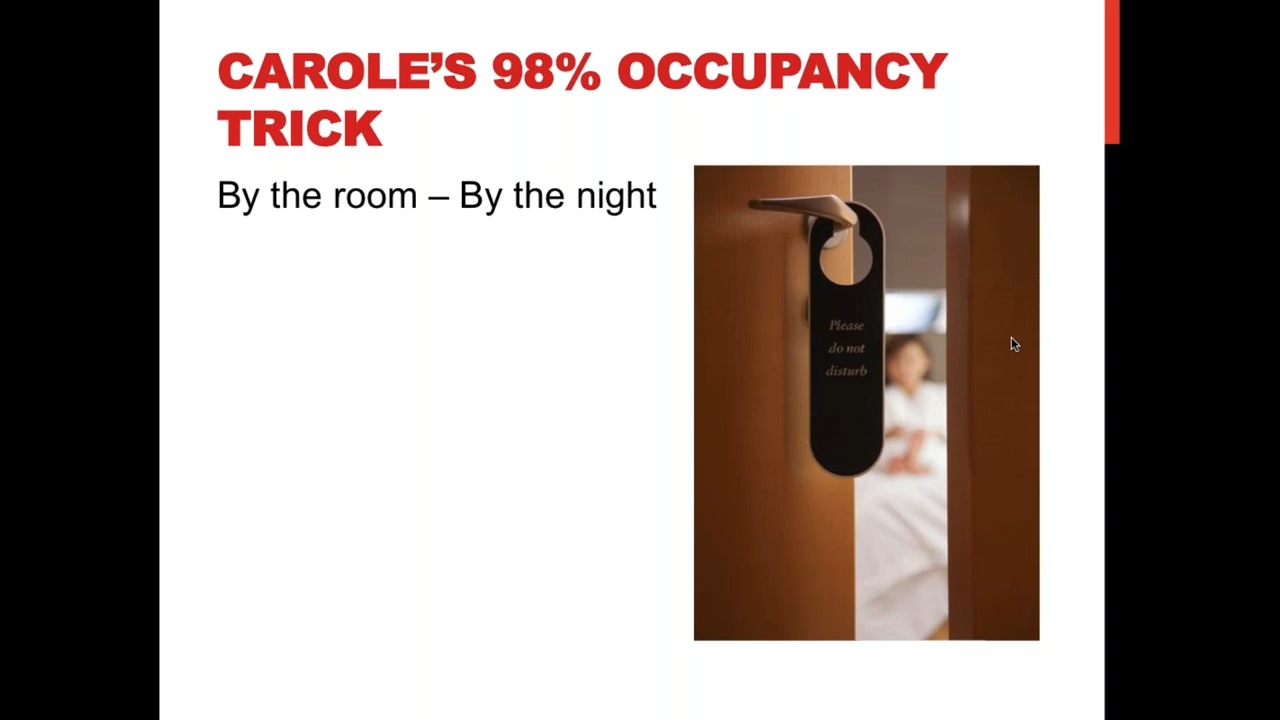 CAROLE’S 98% OCCUPANCY
TRICK
By the room – By the night
Please
do not
disturb